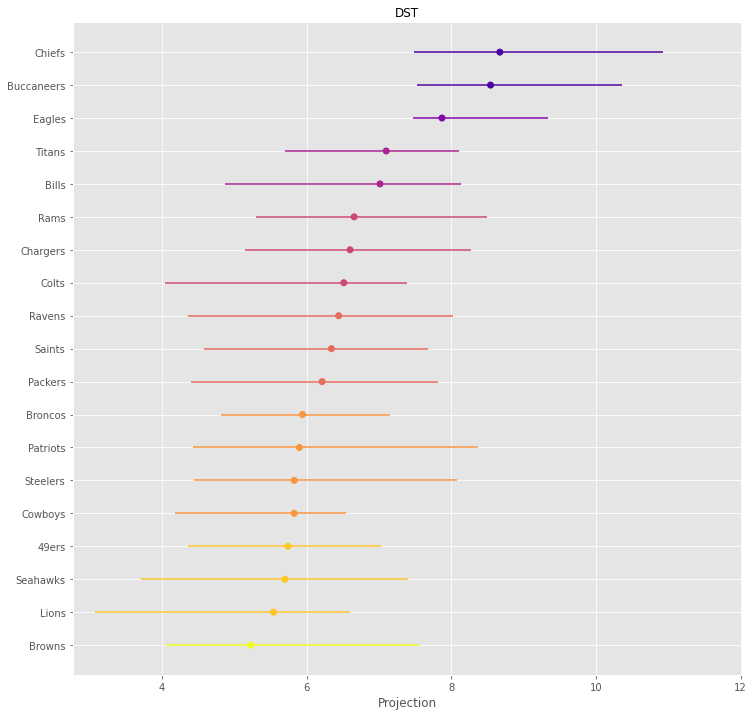 DST
Chiefs
Buccaneers
Eagles
Titans
Bills
Rams
Chargers
Colts
Ravens
Saints
Packers
Broncos
Patriots
Steelers
Cowboys
49ers
Seahawks
Lions
Browns
4 6 8 10 12
Projection